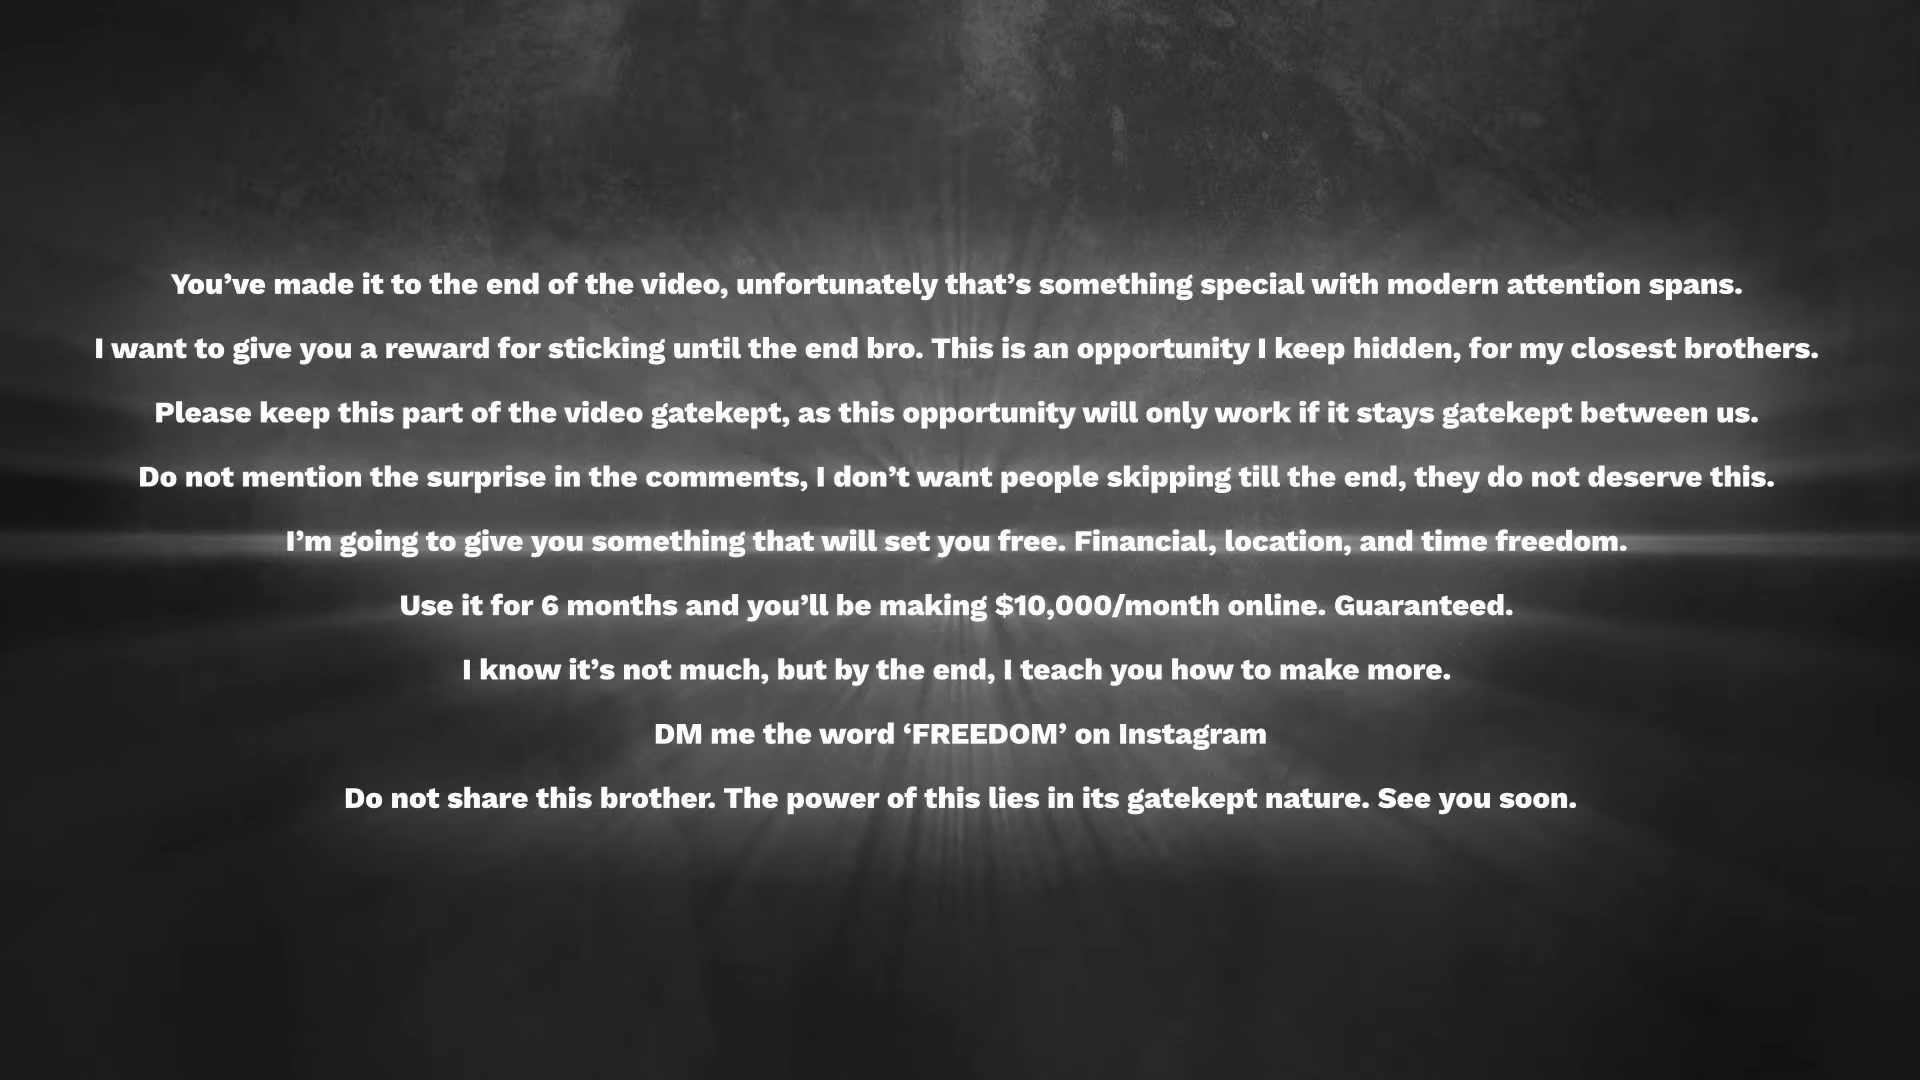 You’ve made it to the end of the video, unfortunately that’s something special with modern attention spans.
I want to give you a reward for sticking until the end bro. This is an opportunity I keep hidden, for my closest brothers.
Please keep this part of the video gatekept, as this opportunity will only work if it stays gatekept between us.
Do not mention the surprise in the comments, I don’t want people skipping till the end, they do not deserve this.
I’m going to give you something that will set you free. Financial, location, and time freedom.
Use it for 6 months and you’ll be making $10,000/month online. Guaranteed.
I know it’s not much, but by the end, I teach you how to make more.
DM me the word ‘FREEDOM’ on Instagram
Do not share this brother. The power of this lies in its gatekept nature. See you soon.